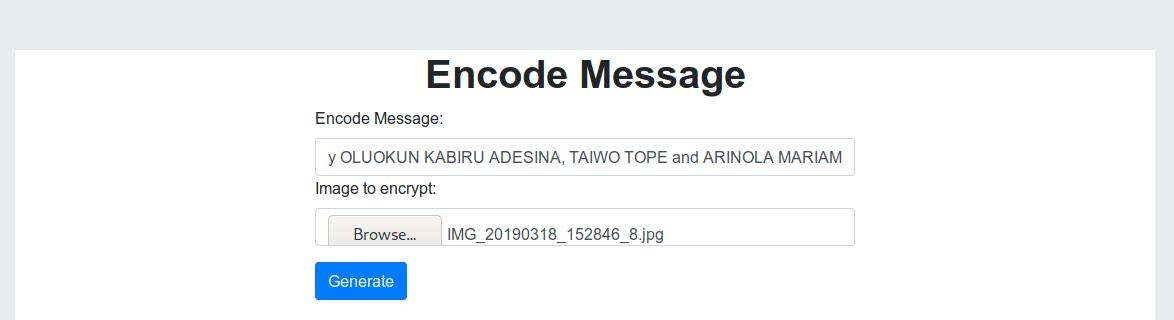 Encode Message
Encode Message:
y OLUOKUN KABIRU ADESINA, TAIWO TOPE and ARINOLA MARIAM
Image to encrypt:
Browse... IMG_20190318_152846_8.jpg
Generate